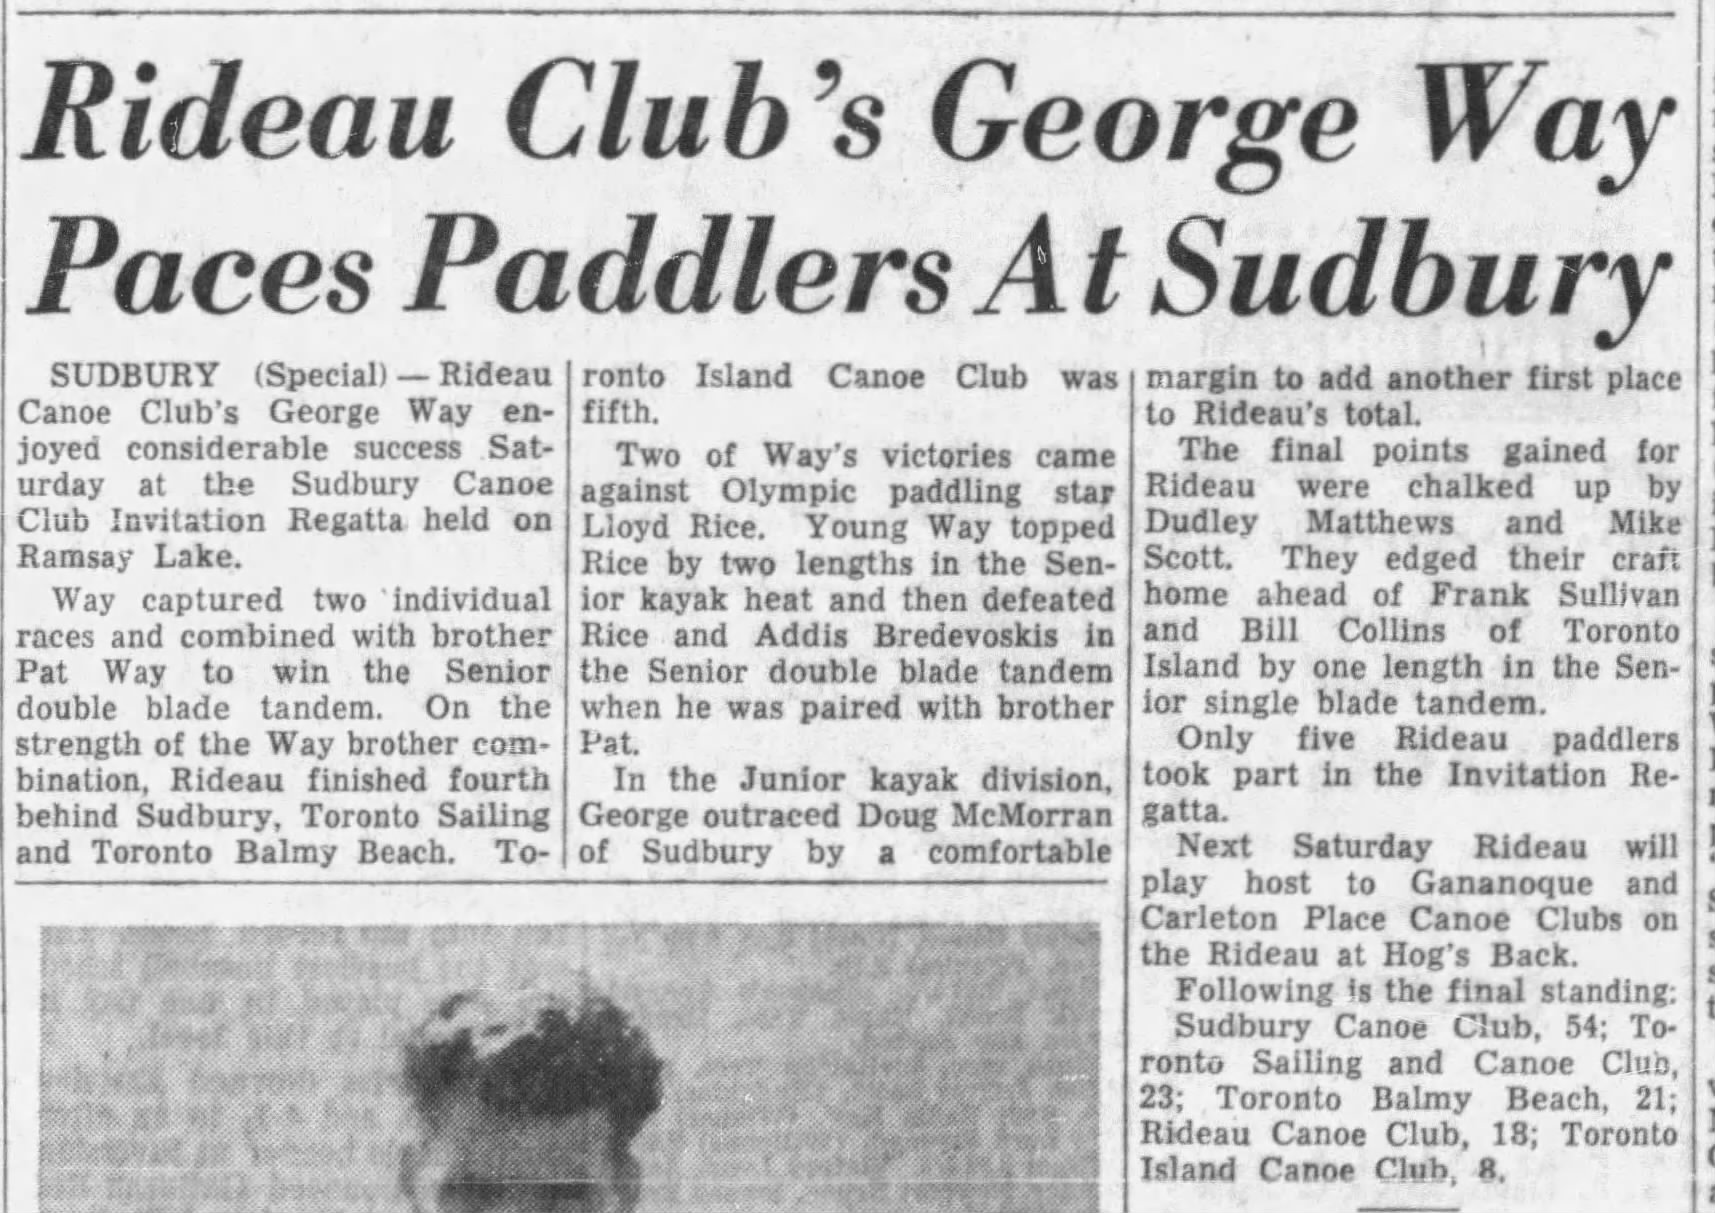 Rideau Club's George Way
Paces Paddlers At Sudbury
SUDBURY (Special) — Rideau
Canoe Club's George Way en-
joyed considerable success Sat-
urday at the Sudbury Canoe
Club Invitation Regatta held on
Ramsay Lake.
Way captured two individual
races and combined with brother
Pat Way to win the Senior
double blade tandem. On the
strength of the Way brother com-
bination, Rideau finished fourth
behind Sudbury, Toronto Sailing
and Toronto Balmy Beach. To-
ronto Island Canoe Club was
fifth.
Two of Way's victories came
against Olympic paddling star
Lloyd Rice. Young Way topped
Rice by two lengths in the Sen-
ior kayak heat and then defeated
Rice and Addis Bredevoskis in
the Senior double blade tandem
when he was paired with brother
Pat.
In the Junior kayak division,
George outraced Doug McMorran
of Sudbury by a comfortable
margin to add another first place
to Rideau's total.
The final points gained for
Rideau were chalked up by
Dudley Matthews and Mike
Scott. They edged their craft
home ahead of Frank Sullivan
and Bill Collins of Toronto
Island by one length in the Sen-
ior single blade tandem.
Only five Rideau paddlers
took part in the Invitation Re-
gatta.
Next Saturday Rideau will
play host to Gananoque and
Carleton Place Canoe Clubs on
the Rideau at Hog's Back.
Following is the final standing:
Sudbury Canoe Club, 54; To-
ronto Sailing and Canoe Club,
23; Toronto Balmy Beach, 21;
Rideau Canoe Club, 18; Toronto
Island Canoe Club, 8.